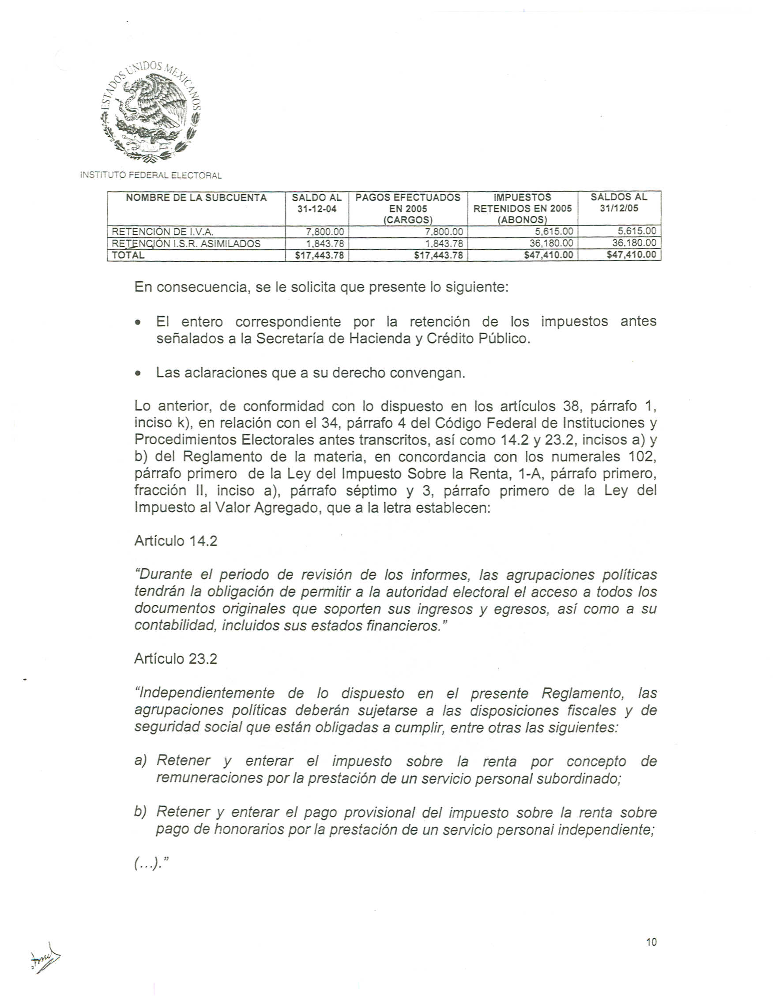 ESTADOS UNIDOS MEXICANOS
INSTITUTO FEDERAL ELECTORAL
NOMBRE DE LA SUBCUENTA SALDO AL 31-12-04 PAGOS EFECTUADOS EN 2005 (CARGOS) IMPUESTOS RETENIDOS EN 2005 (ABONOS) SALDOS AL 31/12/05
RETENCIÓN DE I.V.A. 7,800.00 7,800.00 5,615.00 5,615.00
RETENCIÓN I.S.R. ASIMILADOS 1,843.78 1,843.78 36,180.00 36,180.00
TOTAL $17,443.78 $17,443.78 $47,410.00 $47,410.00
En consecuencia, se le solicita que presente lo siguiente:
• El entero correspondiente por la retención de los impuestos antes
señalados a la Secretaría de Hacienda y Crédito Público.
• Las aclaraciones que a su derecho convengan.
Lo anterior, de conformidad con lo dispuesto en los artículos 38, párrafo 1,
inciso k), en relación con el 34, párrafo 4 del Código Federal de Instituciones y
Procedimientos Electorales antes transcritos, así como 14.2 y 23.2, incisos a) y
b) del Reglamento de la materia, en concordancia con los numerales 102,
párrafo primero de la Ley del Impuesto Sobre la Renta, 1-A, párrafo primero,
fracción II, inciso a), párrafo séptimo y 3, párrafo primero de la Ley del
Impuesto al Valor Agregado, que a la letra establecen:
Artículo 14.2
“Durante el periodo de revisión de los informes, las agrupaciones políticas
tendrán la obligación de permitir a la autoridad electoral el acceso a todos los
documentos originales que soporten sus ingresos y egresos, así como a su
contabilidad, incluidos sus estados financieros.”
Artículo 23.2
“Independientemente de lo dispuesto en el presente Reglamento, las
agrupaciones políticas deberán sujetarse a las disposiciones fiscales y de
seguridad social que están obligadas a cumplir, entre otras las siguientes:
a) Retener y enterar el impuesto sobre la renta por concepto de
remuneraciones por la prestación de un servicio personal subordinado;
b) Retener y enterar el pago provisional del impuesto sobre la renta sobre
pago de honorarios por la prestación de un servicio personal independiente;
(...).”
10